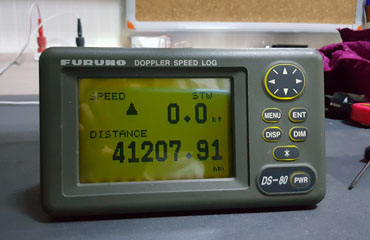 FURUNO DOPPLER SPEED LOG
SPEED STW
0.0 kt
DISTANCE
41207.91
nm
MENU ENT
DISP DIM
DS-80 PWR